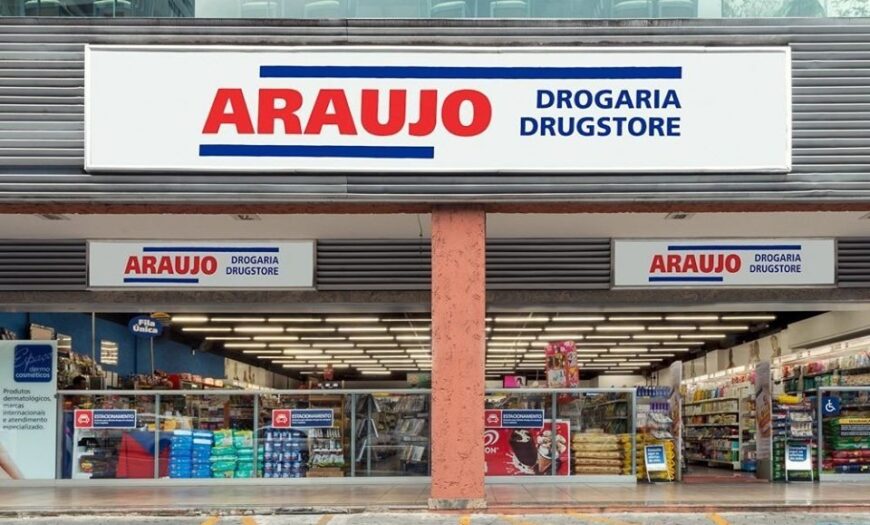 ARAUJO
DROGARIA
DRUGSTORE
ARAUJO
DROGARIA
DRUGSTORE
ARAUJO
DROGARIA
DRUGSTORE
Fila
Única
Espaço
dermo
cosméticos
Produtos
dermatológicos,
marcas
internacionais
e atendimento
especializado.
ESTACIONAMENTO
ESTACIONAMENTO
ESTACIONAMENTO